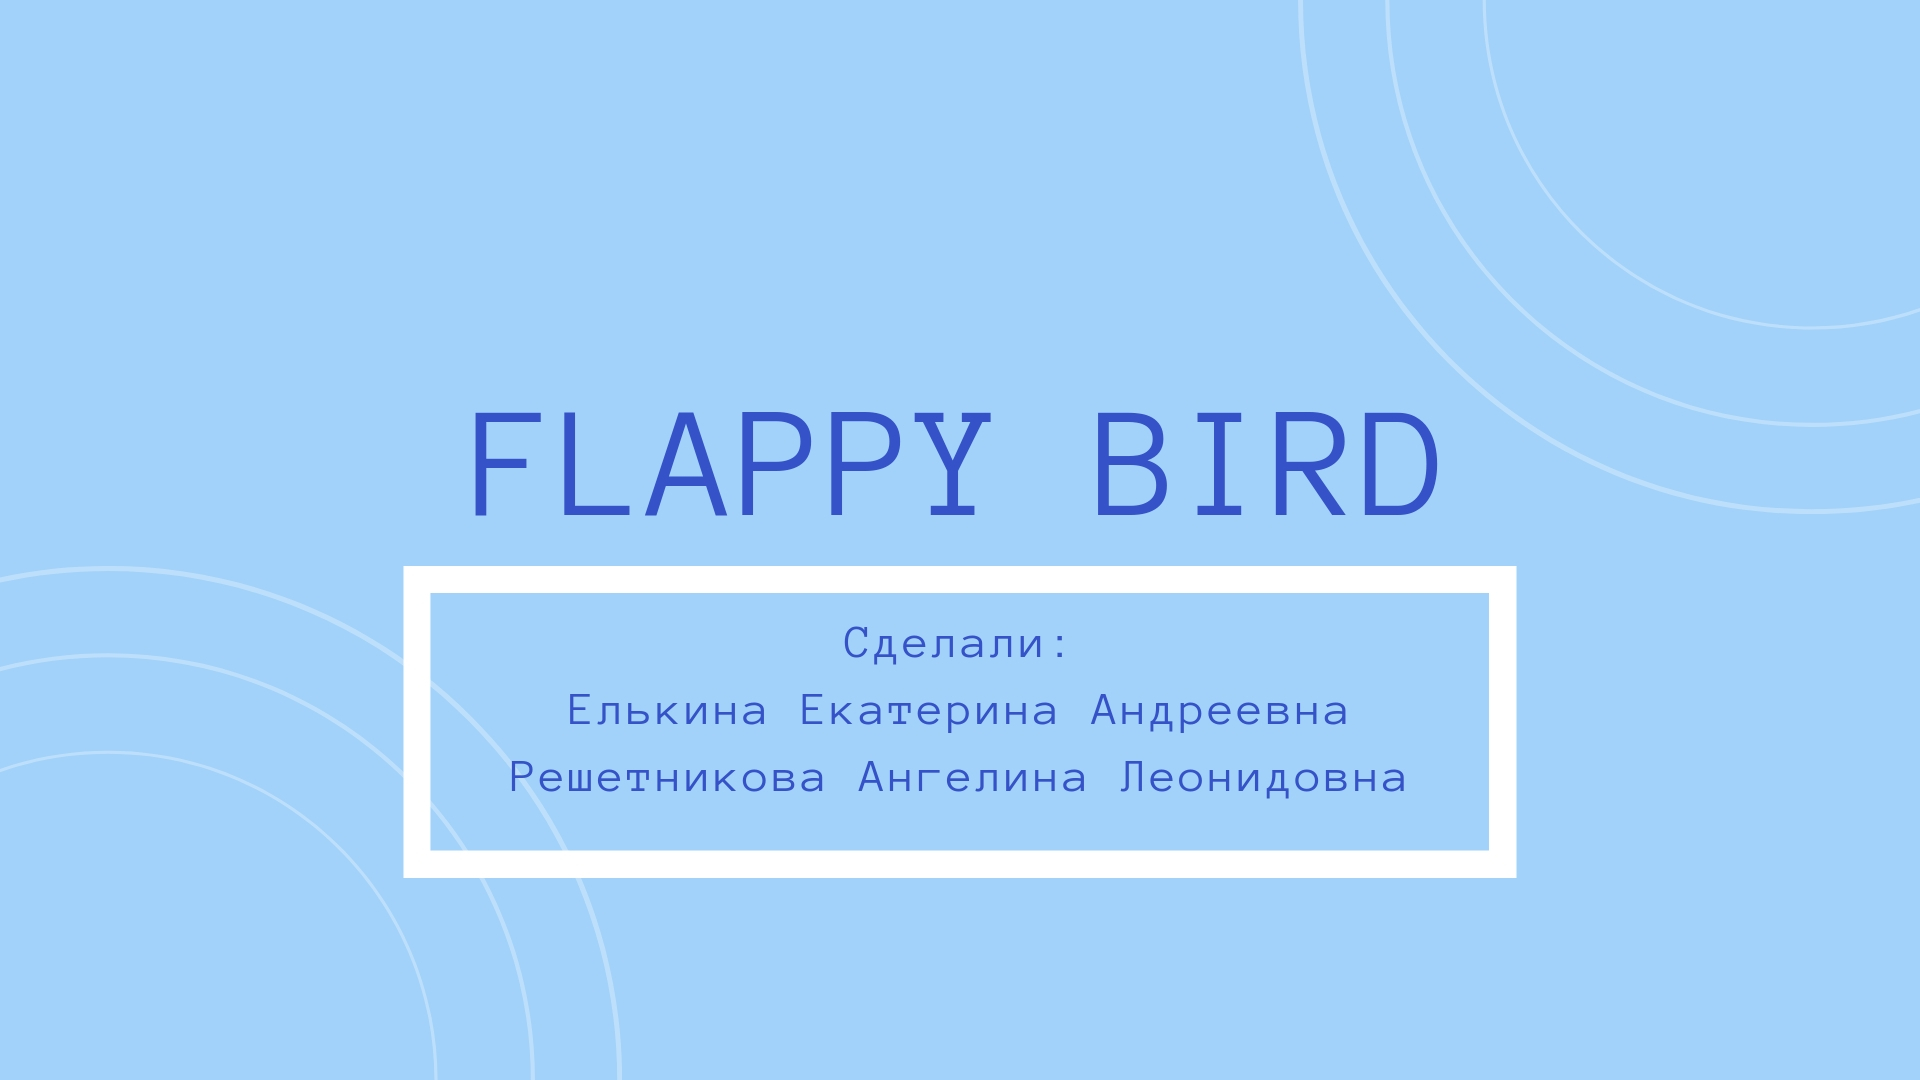 FLAPPY BIRD
Сделали:
Елькина Екатерина Андреевна
Решетникова Ангелина Леонидовна